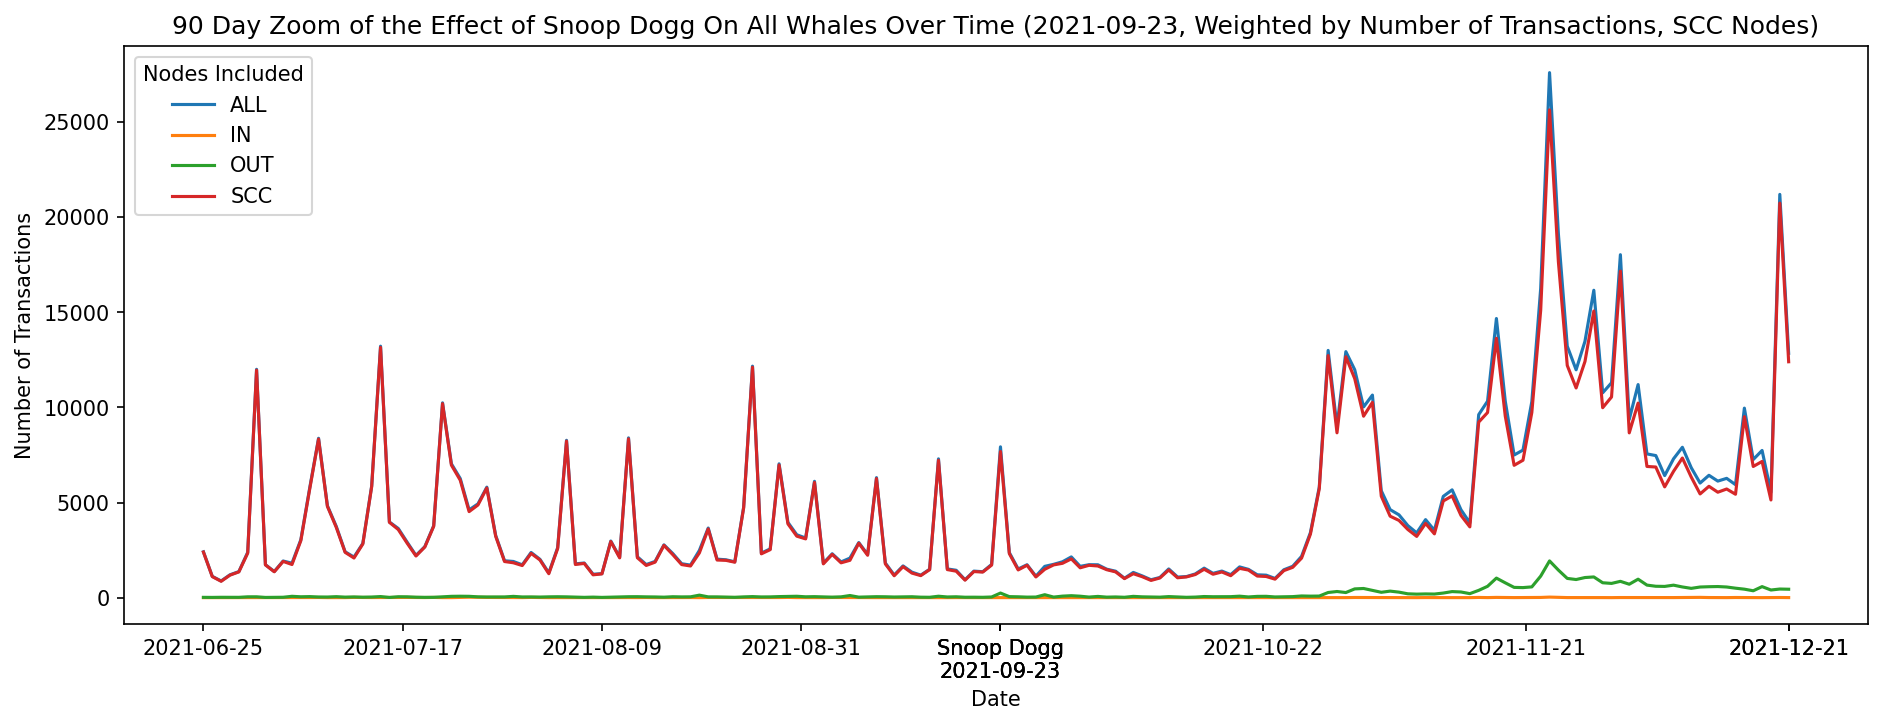 90 Day Zoom of the Effect of Snoop Dogg On All Whales Over Time (2021-09-23, Weighted by Number of Transactions, SCC Nodes)
Nodes Included
ALL
IN
OUT
SCC
Number of Transactions
25000
20000
15000
10000
5000
0
2021-06-25
2021-07-17
2021-08-09
2021-08-31
Snoop Dogg
2021-09-23
2021-10-22
2021-11-21
2021-12-21
Date